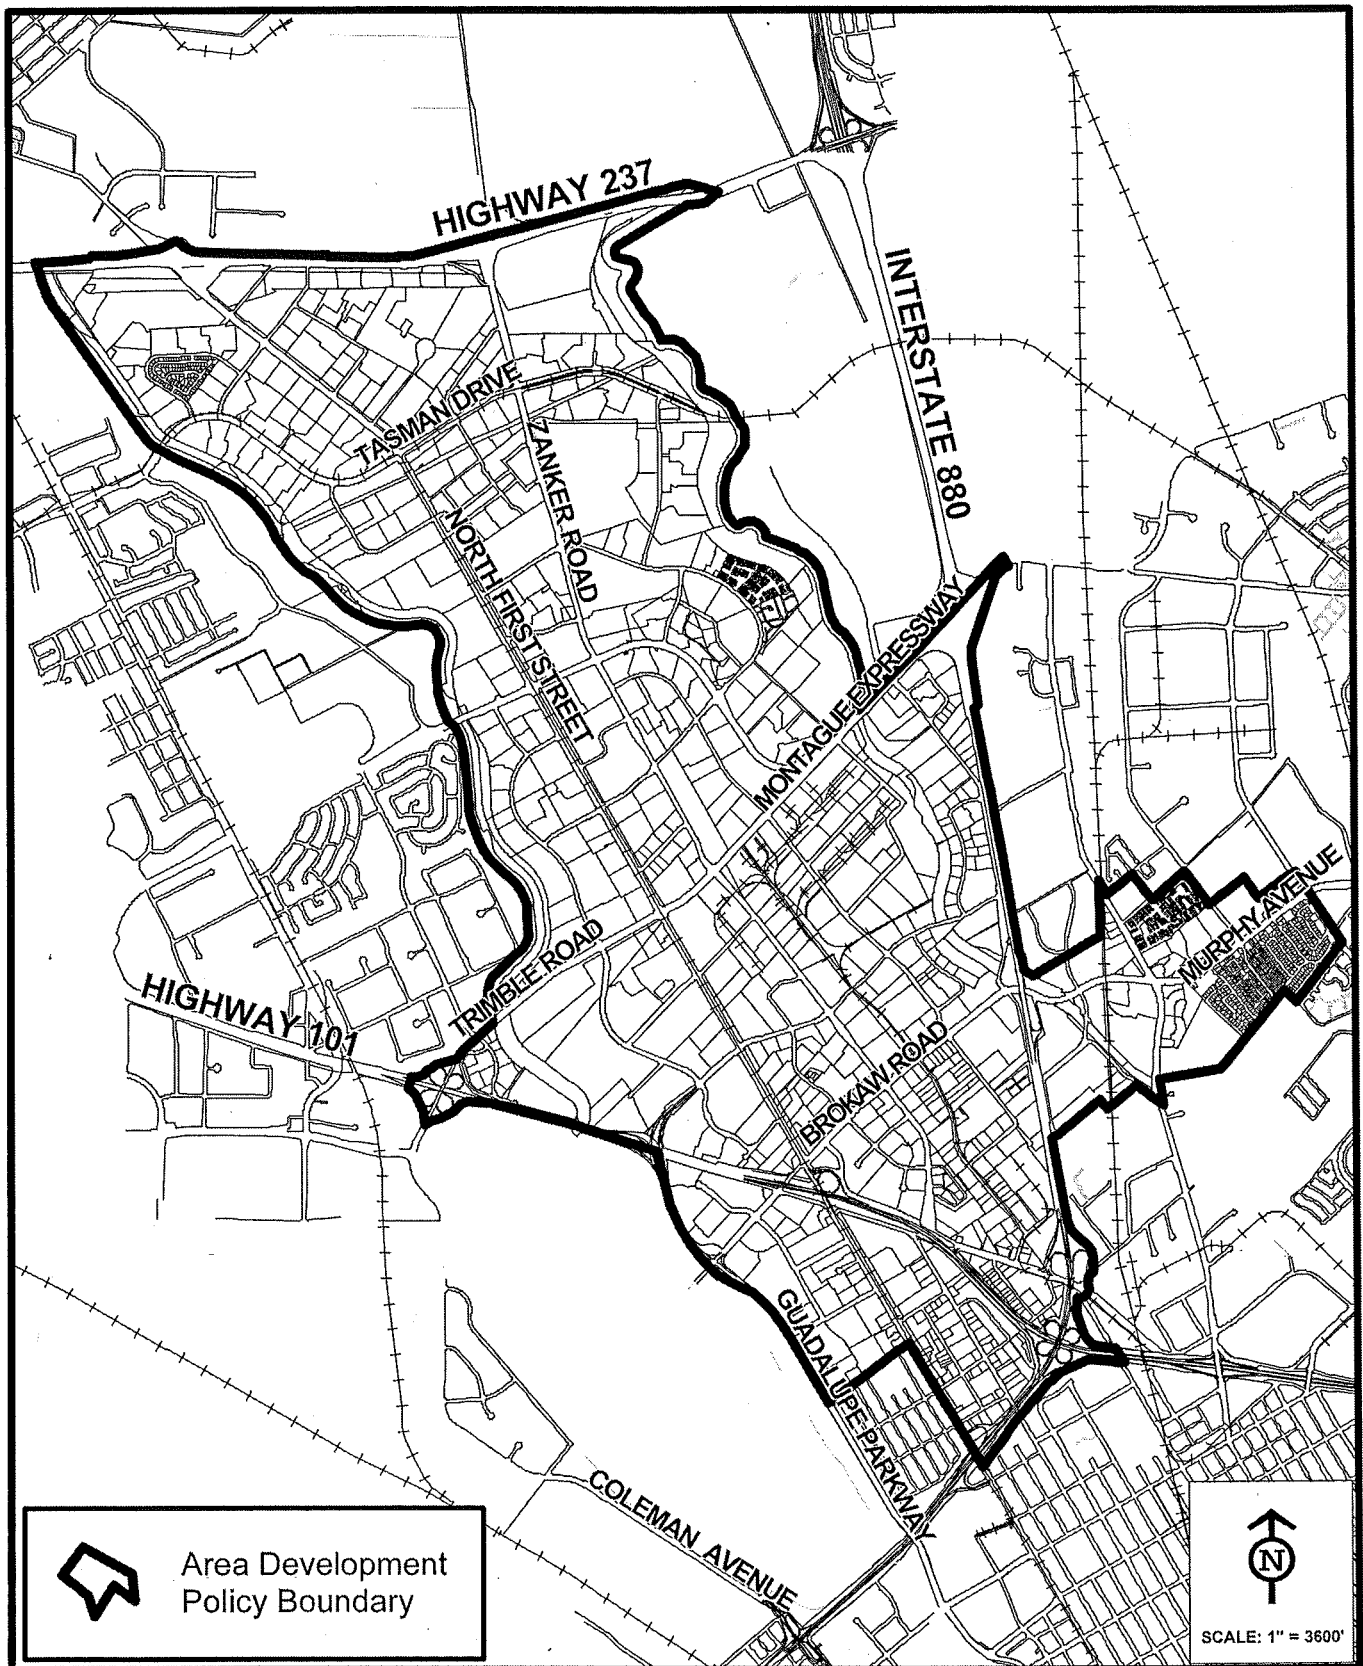 HIGHWAY 237
INTERSTATE 880
TASMAN DRIVE
ZANKER ROAD
NORTH FIRST STREET
MONTAGUE EXPRESSWAY
MURPHY AVENUE
TRIMBLE ROAD
HIGHWAY 101
BROKAW ROAD
GUADALUPE PARKWAY
COLEMAN AVENUE
Area Development
Policy Boundary
N
SCALE: 1" = 3600'